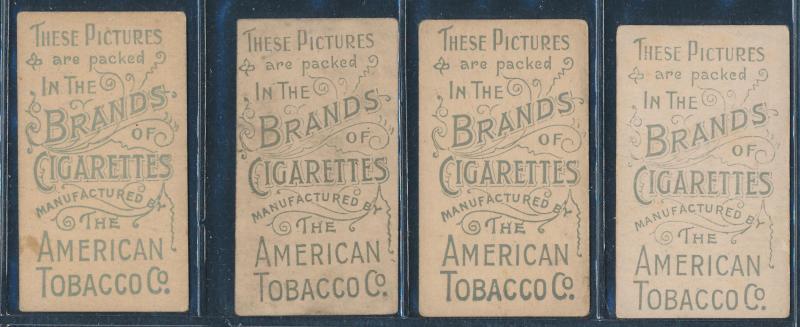 THESE PICTURES
are packed
IN THE
BRANDS
OF
CIGARETTES
MANUFACTURED BY
THE
AMERICAN
TOBACCO CO.
THESE PICTURES
are packed
IN THE
BRANDS
OF
CIGARETTES
MANUFACTURED BY
THE
AMERICAN
TOBACCO CO.
THESE PICTURES
are packed
IN THE
BRANDS
OF
CIGARETTES
MANUFACTURED BY
THE
AMERICAN
TOBACCO CO.
THESE PICTURES
are packed
IN THE
BRANDS
OF
CIGARETTES
MANUFACTURED BY
THE
AMERICAN
TOBACCO CO.